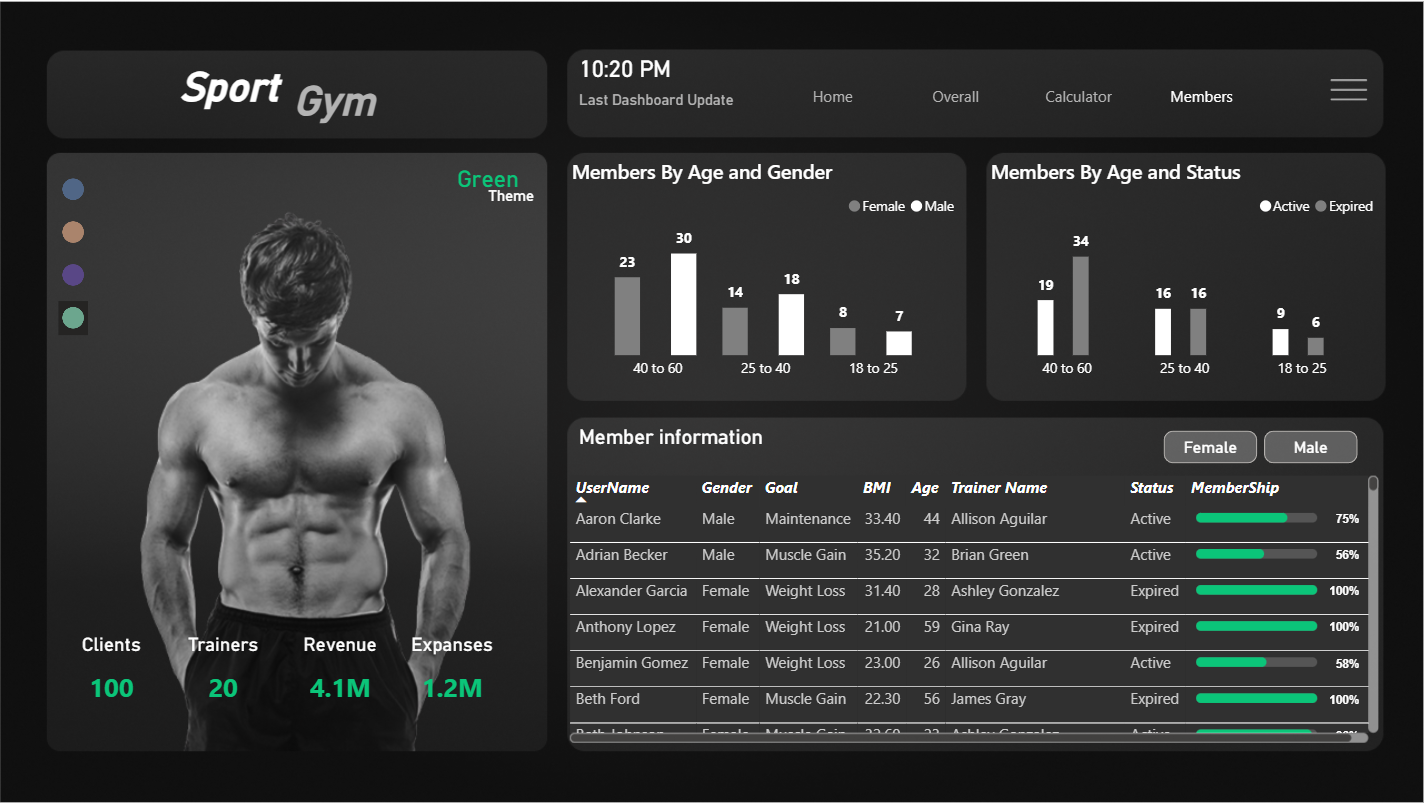 Sport Gym
10:20 PM
Last Dashboard Update
Home Overall Calculator Members
Green
Theme
Clients Trainers Revenue Expanses
100 20 4.1M 1.2M
Members By Age and Gender
Female Male
23 30 14 18 8 7
40 to 60 25 to 40 18 to 25
Members By Age and Status
Active Expired
19 34 16 16 9 6
40 to 60 25 to 40 18 to 25
Member information
Female Male
UserName Gender Goal BMI Age Trainer Name Status MemberShip
Aaron Clarke Male Maintenance 33.40 44 Allison Aguilar Active 75%
Adrian Becker Male Muscle Gain 35.20 32 Brian Green Active 56%
Alexander Garcia Female Weight Loss 31.40 28 Ashley Gonzalez Expired 100%
Anthony Lopez Female Weight Loss 21.00 59 Gina Ray Expired 100%
Benjamin Gomez Female Weight Loss 23.00 26 Allison Aguilar Active 58%
Beth Ford Female Muscle Gain 22.30 56 James Gray Expired 100%